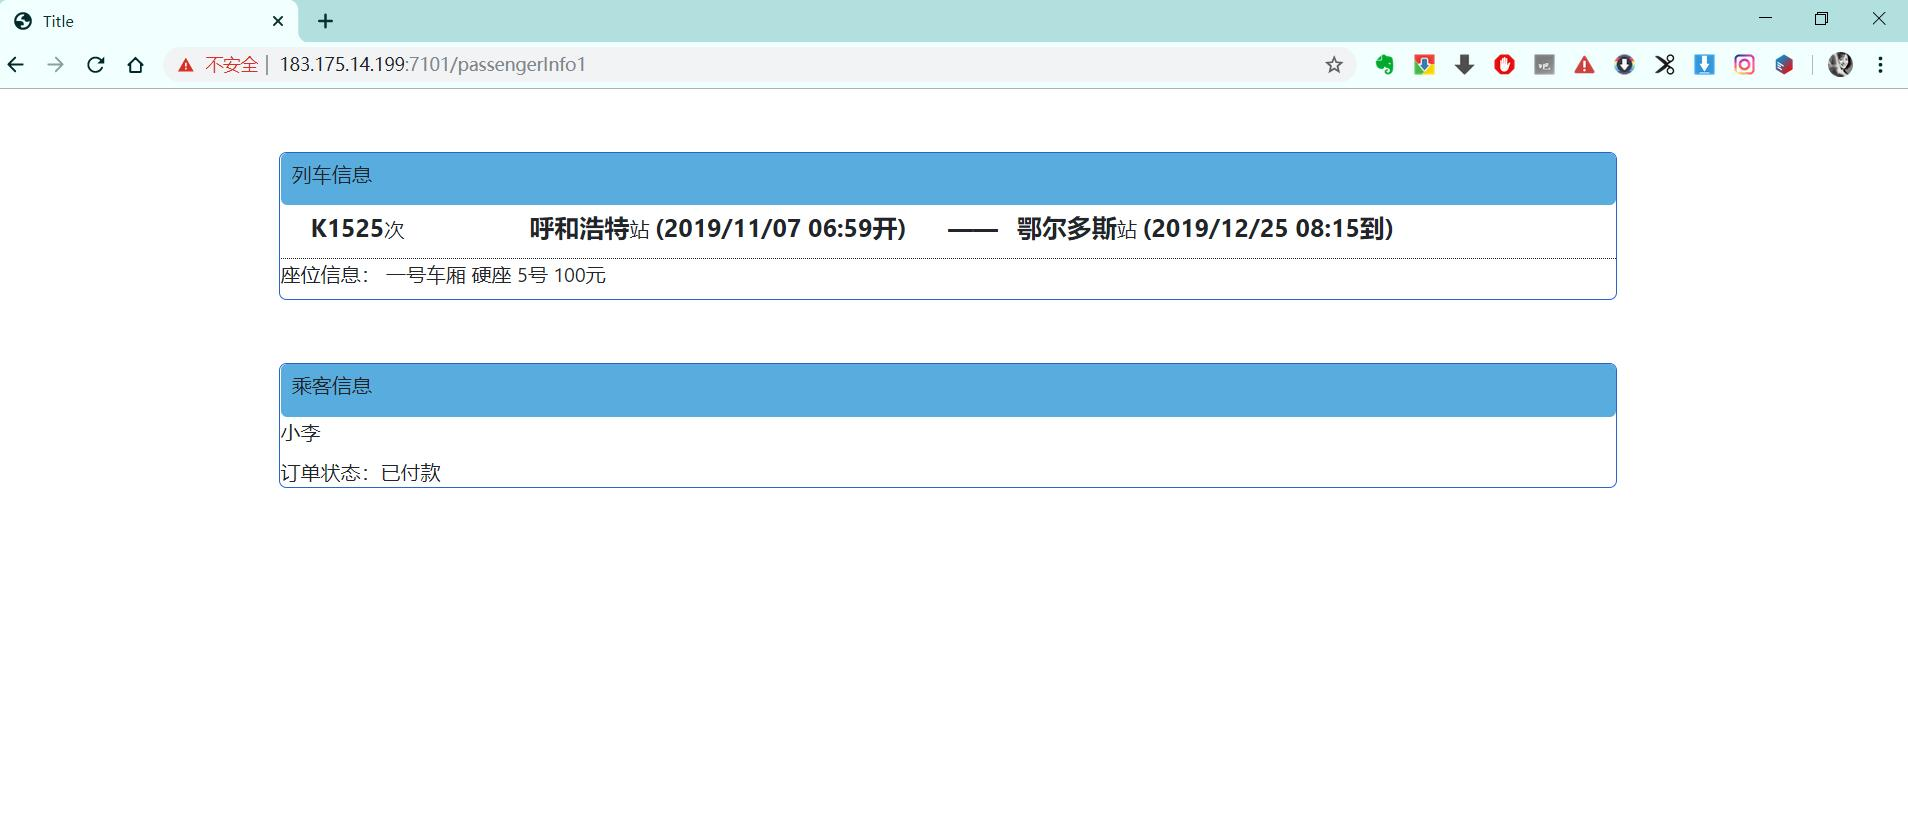 Title
不安全 | 183.175.14.199:7101/passengerInfo1
列车信息
K1525次 呼和浩特站 (2019/11/07 06:59开) —— 鄂尔多斯站 (2019/12/25 08:15到)
座位信息： 一号车厢 硬座 5号 100元
乘客信息
小李
订单状态：已付款